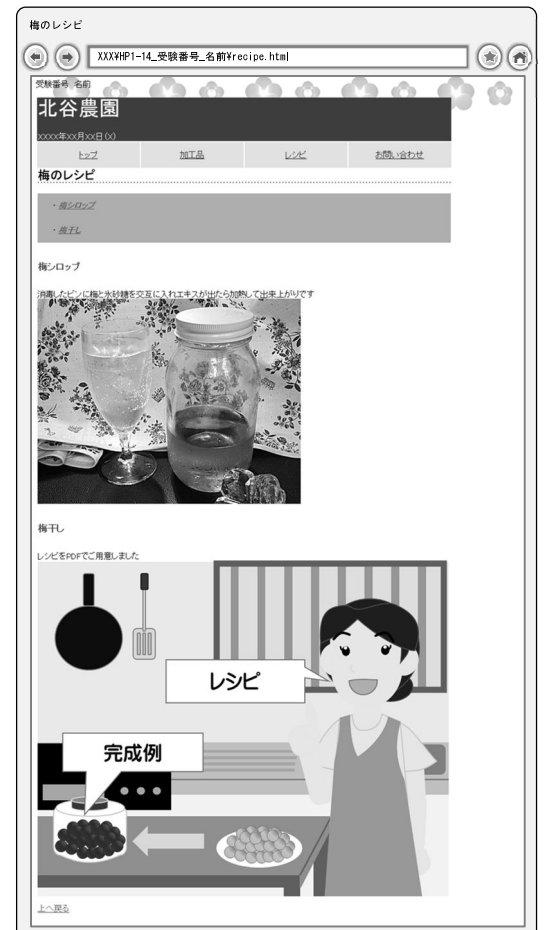 梅のレシピ
XXX¥HP1-14_受験番号_名前¥recipe.html
受験番号_名前
北谷農園
xxxx年xx月xx日(x)
トップ
加工品
レシピ
お問い合わせ
梅のレシピ
・梅シロップ
・梅干し
梅シロップ
消毒したビンに梅と氷砂糖を交互に入れエキスが出たら加熱して出来上がりです
梅干し
レシピをPDFでご用意しました
レシピ
完成例
上へ戻る